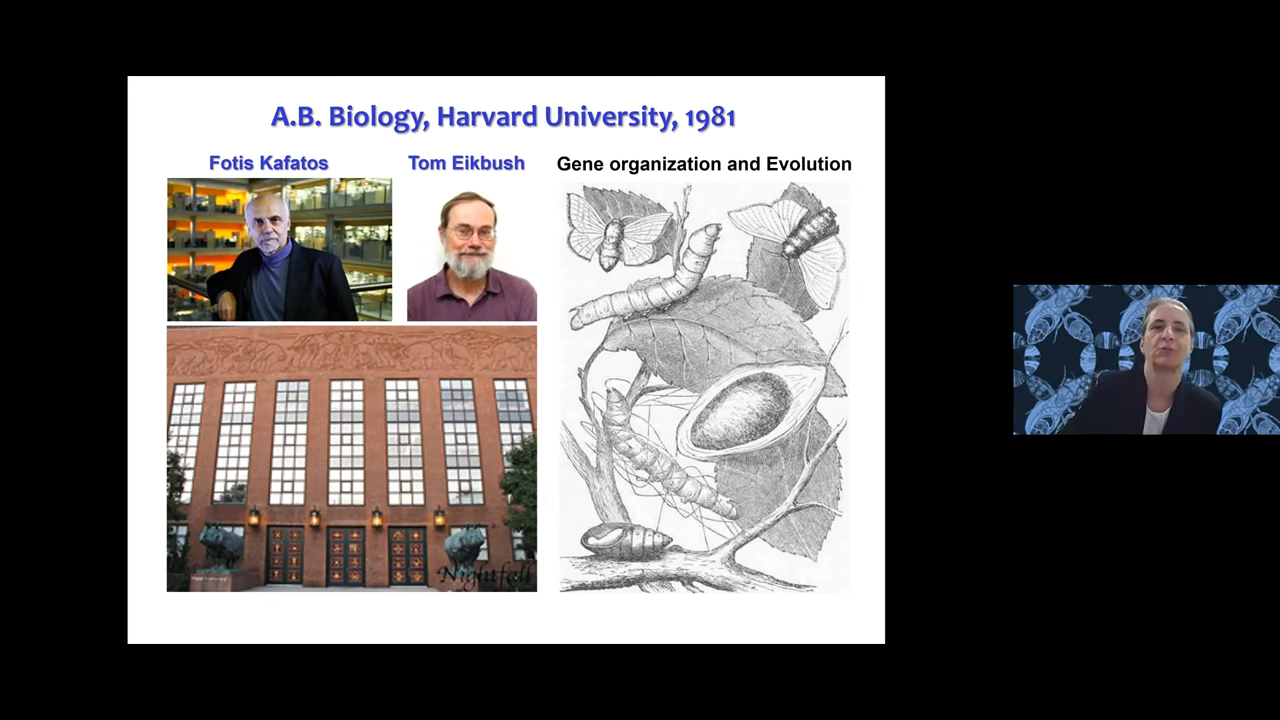 A.B. Biology, Harvard University, 1981
Fotis Kafatos
Tom Eikbush
Gene organization and Evolution
Nightfall